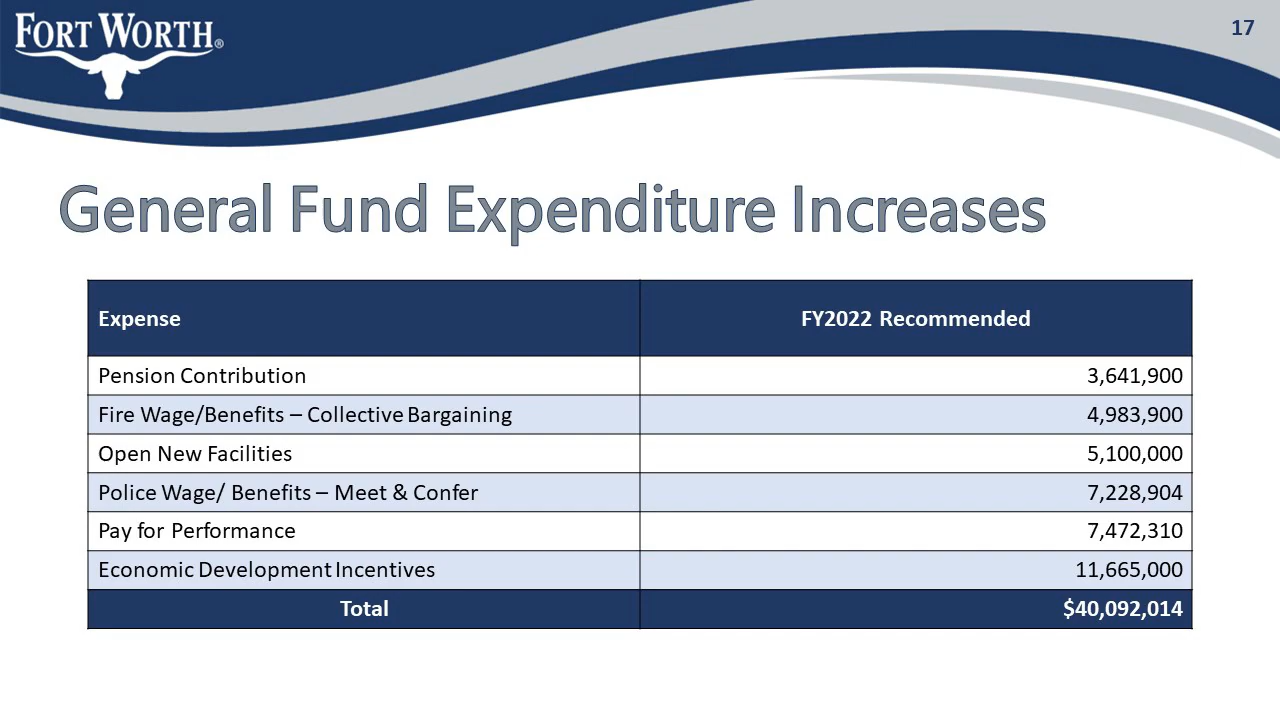 FORT WORTH®
17
General Fund Expenditure Increases
Expense FY2022 Recommended
Pension Contribution 3,641,900
Fire Wage/Benefits – Collective Bargaining 4,983,900
Open New Facilities 5,100,000
Police Wage/ Benefits – Meet & Confer 7,228,904
Pay for Performance 7,472,310
Economic Development Incentives 11,665,000
Total $40,092,014